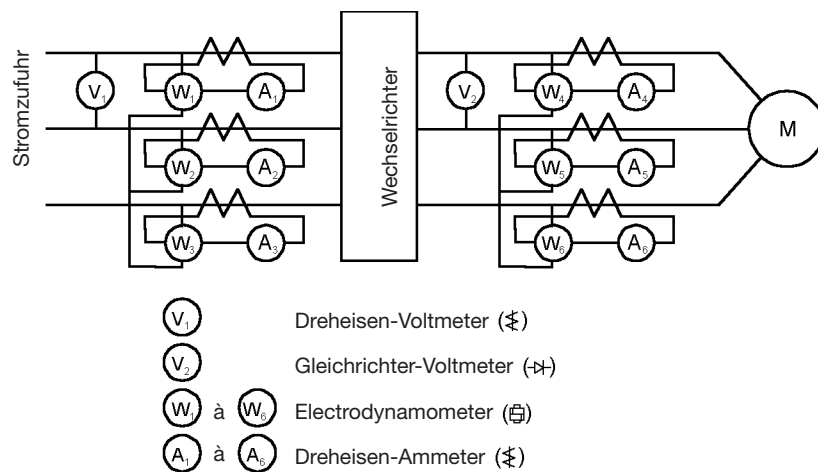 Stromzufuhr
V1
W1
A1
W2
A2
W3
A3
Wechselrichter
V2
W4
A4
W5
A5
W6
A6
M
V1 Dreheisen-Voltmeter
V2 Gleichrichter-Voltmeter
W1 à W6 Electrodynamometer
A1 à A6 Dreheisen-Ammeter